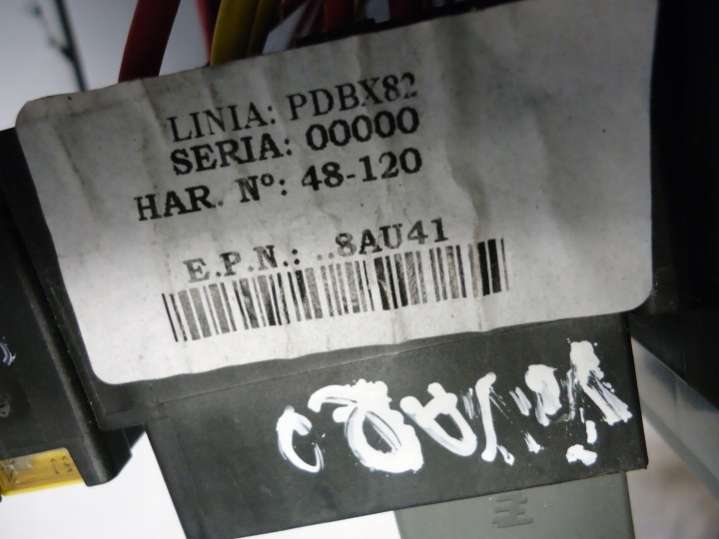 LINIA: PDBX82
SERIA: 00000
HAR. Nº: 48-120
E.P.N.: ..8AU41